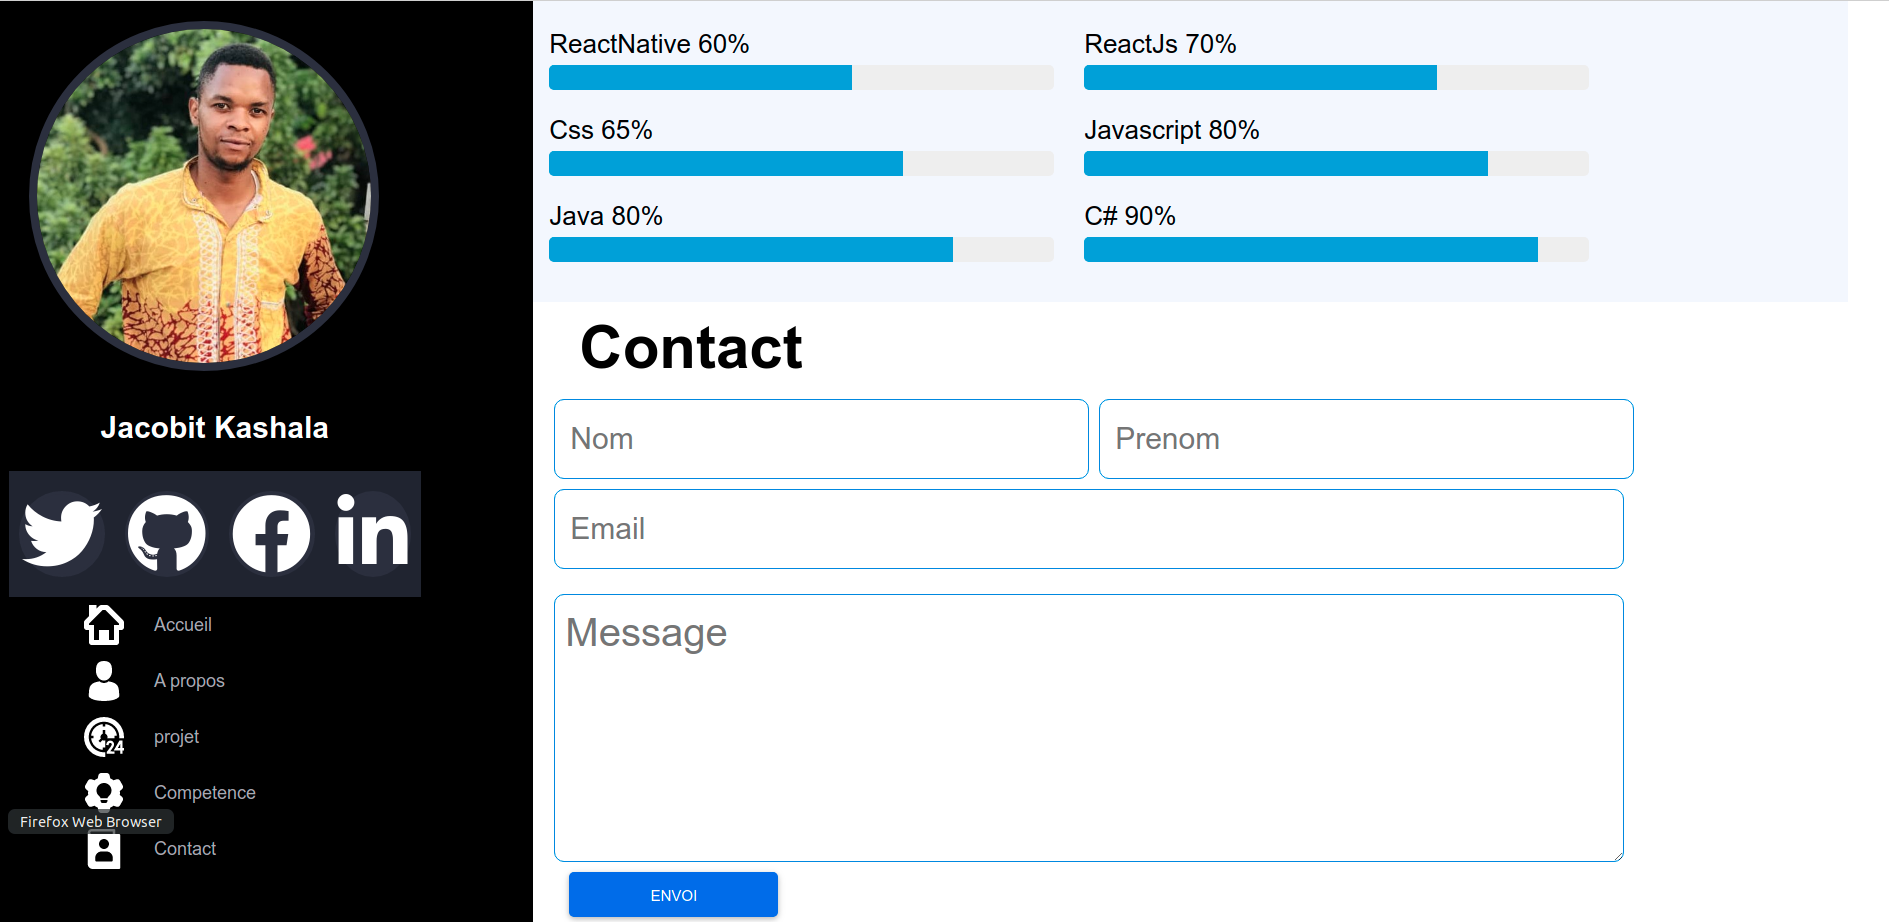 Jacobit Kashala
Accueil
A propos
24
projet
Competence
Firefox Web Browser
Contact
ReactNative 60%
ReactJs 70%
Css 65%
Javascript 80%
Java 80%
C# 90%
Contact
Nom
Prenom
Email
Message
ENVOI